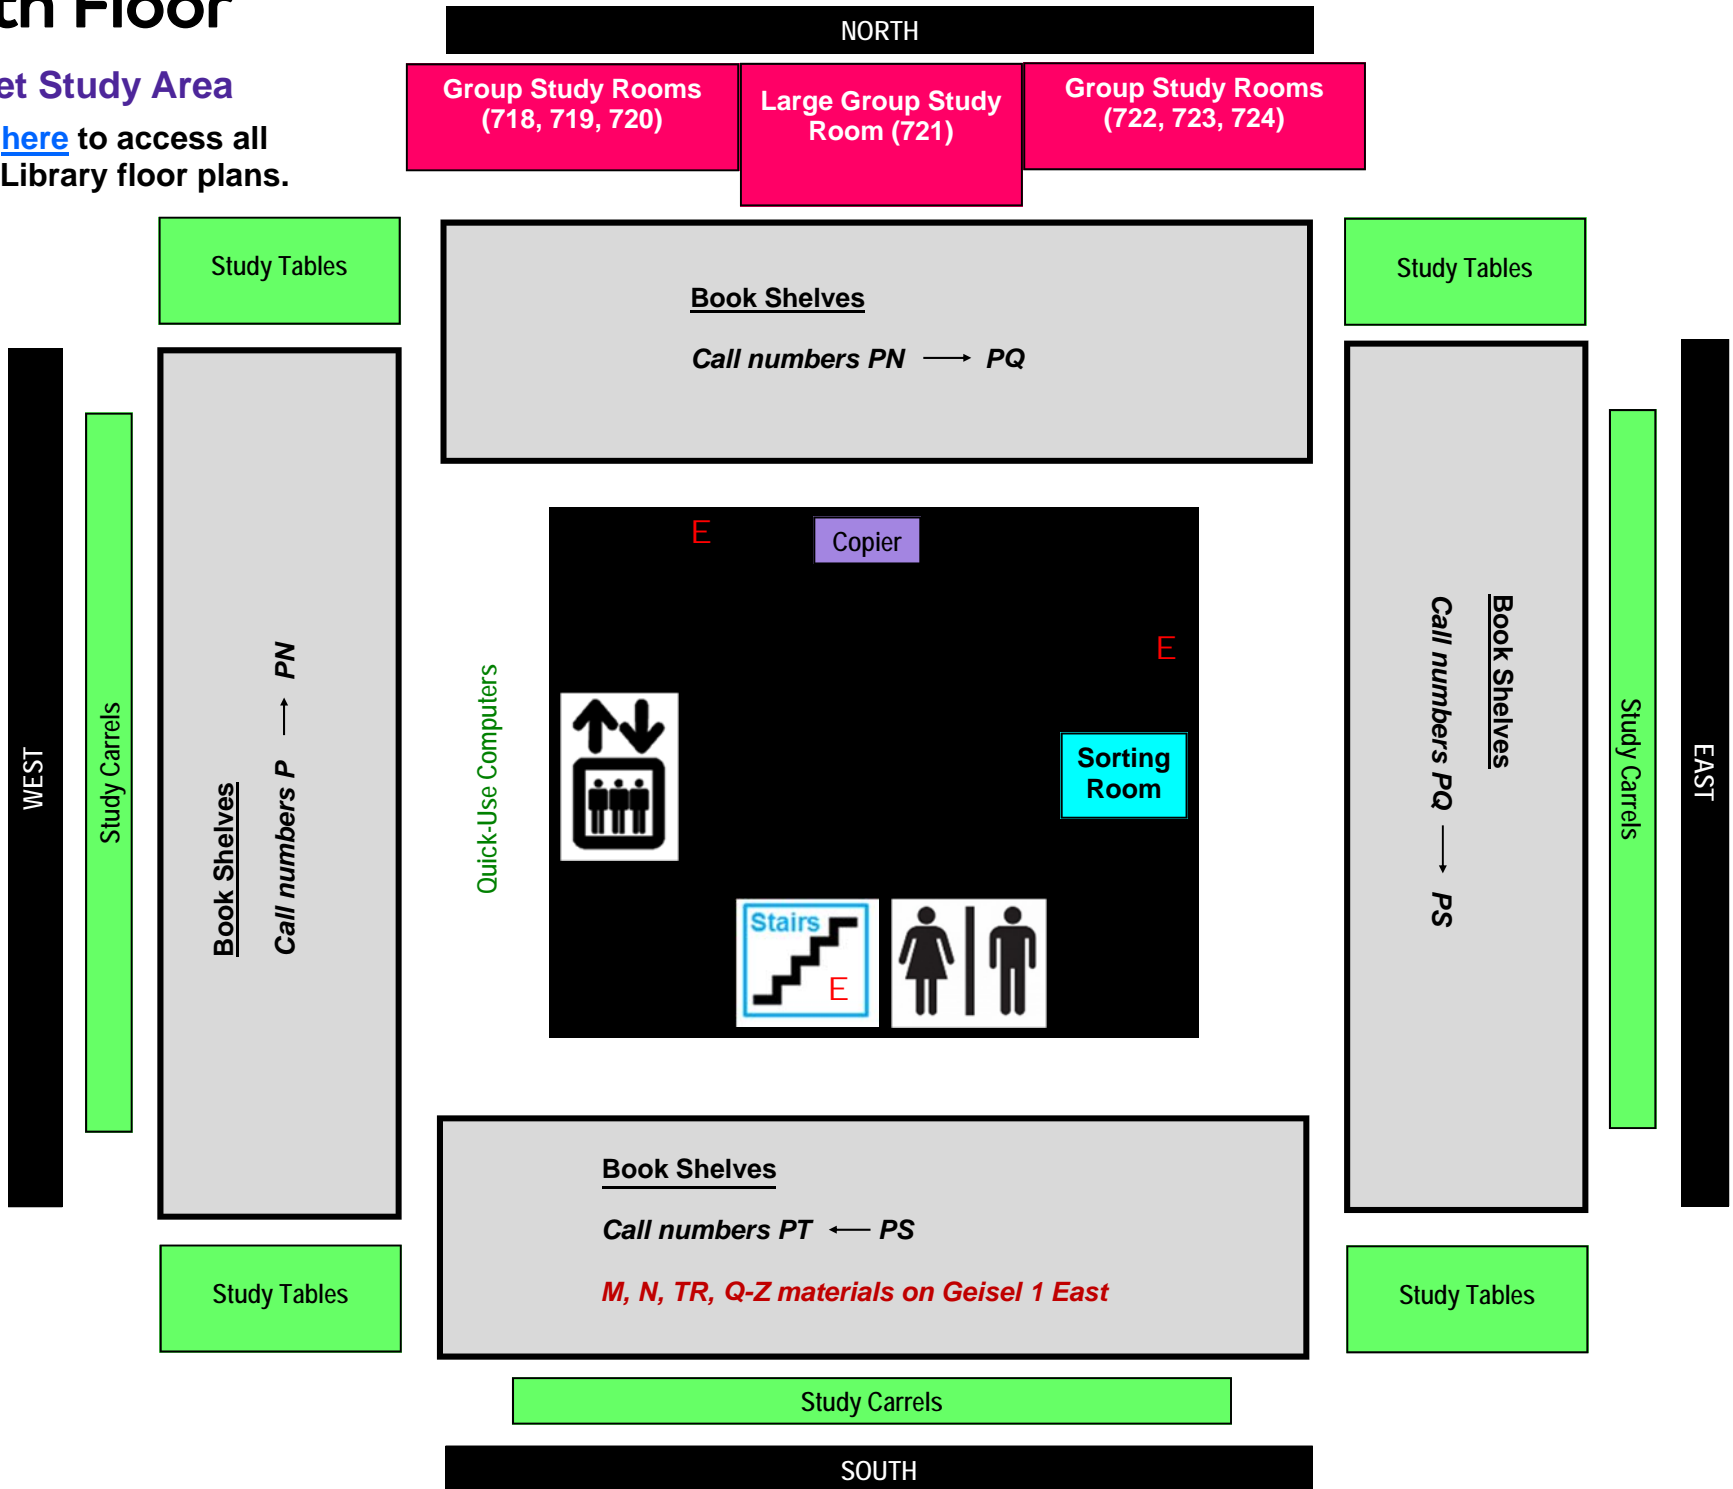 th Floor
et Study Area
here to access all
Library floor plans.
NORTH
Group Study Rooms
(718, 719, 720)
Large Group Study
Room (721)
Group Study Rooms
(722, 723, 724)
Study Tables
Book Shelves
Call numbers PN → PQ
Study Tables
WEST
Study Carrels
Book Shelves
Call numbers P → PN
Quick-Use Computers
E
Copier
E
Sorting
Room
Stairs
E
Book Shelves
Call numbers PQ → PS
Study Carrels
EAST
Study Tables
Book Shelves
Call numbers PT ← PS
M, N, TR, Q-Z materials on Geisel 1 East
Study Tables
Study Carrels
SOUTH